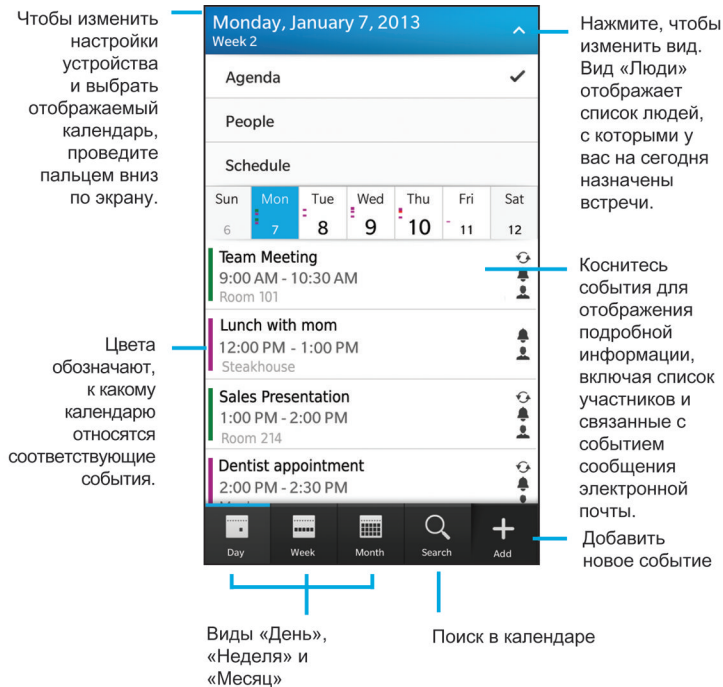 Чтобы изменить
настройки
устройства
и выбрать
отображаемый
календарь,
проведите
пальцем вниз
по экрану.
Цвета
обозначают,
к какому
календарю
относятся
соответствующие
события.
Monday, January 7, 2013
Week 2
Agenda
People
Schedule
Sun Mon Tue Wed Thu Fri Sat
6 7 8 9 10 11 12
Team Meeting
9:00 AM - 10:30 AM
Room 101
Lunch with mom
12:00 PM - 1:00 PM
Steakhouse
Sales Presentation
1:00 PM - 2:00 PM
Room 214
Dentist appointment
2:00 PM - 2:30 PM
Day Week Month Search Add
Нажмите, чтобы
изменить вид.
Вид «Люди»
отображает
список людей,
с которыми у
вас на сегодня
назначены
встречи.
Коснитесь
события для
отображения
подробной
информации,
включая список
участников и
связанные с
событием
сообщения
электронной
почты.
Добавить
новое событие
Виды «День»,
«Неделя» и
«Месяц»
Поиск в календаре